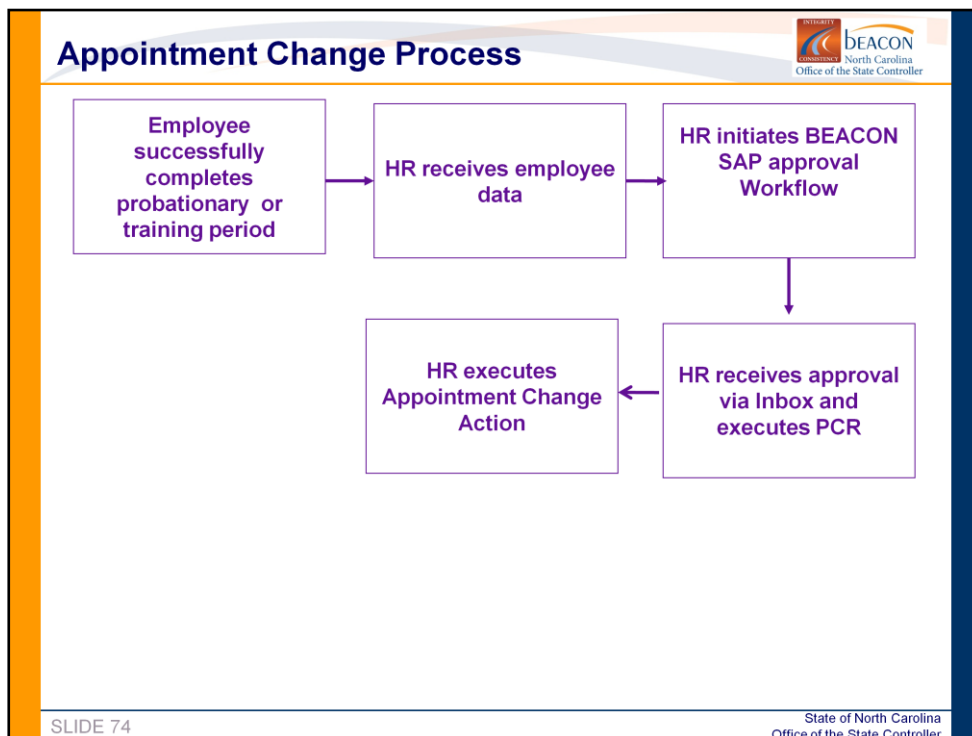 Appointment Change Process
INTEGRITY
CONSISTENCY
bEACON
North Carolina
Office of the State Controller
Employee
successfully
completes
probationary or
training period
HR receives employee
data
HR initiates BEACON
SAP approval
Workflow
HR executes
Appointment Change
Action
HR receives approval
via Inbox and
executes PCR
SLIDE 74
State of North Carolina
Office of the State Controller